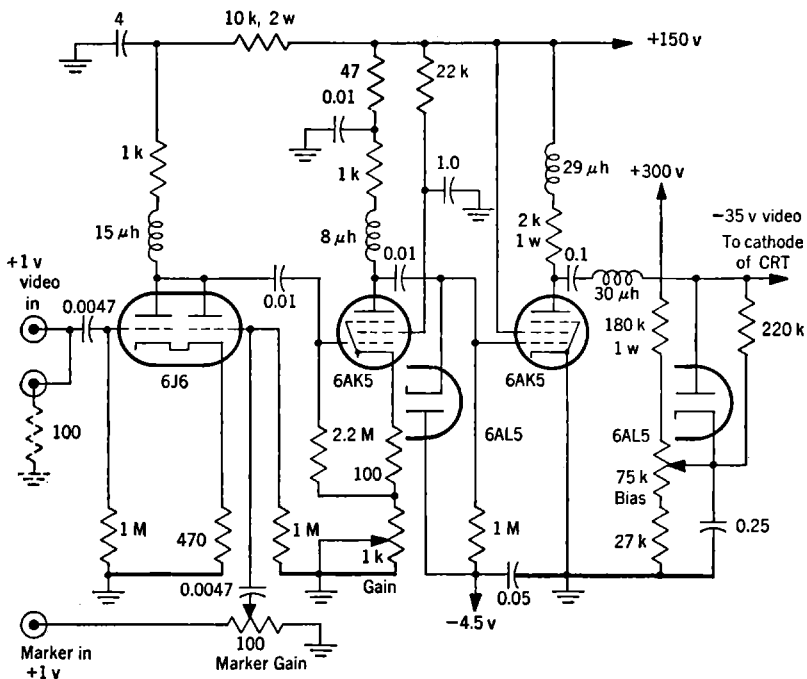 4
10 k, 2 w
+150 v
47
22 k
0.01
1 k
1 k
1.0
29 μh
+300 v
2 k
1 w
-35 v video
To cathode
of CRT
15 μh
8 μh
0.01
0.1
30 μh
+1 v
video
in
0.0047
0.01
180 k
1 w
220 k
6J6
6AK5
6AK5
100
6AL5
6AL5
2.2 M
100
75 k
Bias
1 M
470
1 M
1 k
Gain
1 M
27 k
0.25
0.0047
0.05
-4.5 v
100
Marker Gain
Marker in
+1 v